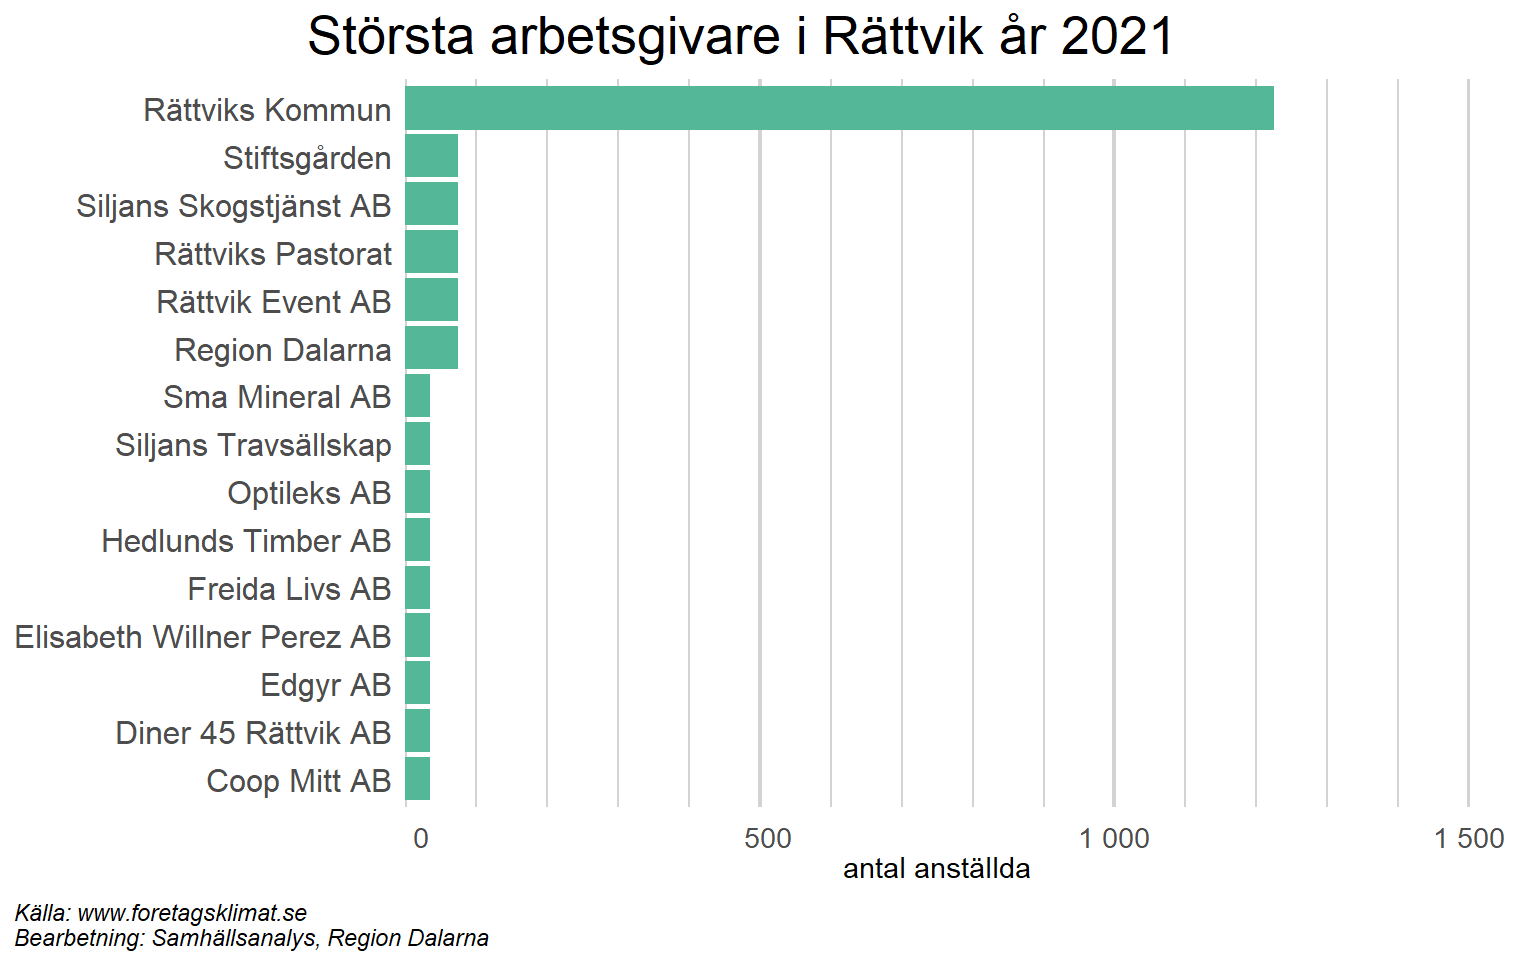 Största arbetsgivare i Rättvik år 2021
Rättviks Kommun
Stiftsgården
Siljans Skogstjänst AB
Rättviks Pastorat
Rättvik Event AB
Region Dalarna
Sma Mineral AB
Siljans Travsällskap
Optileks AB
Hedlunds Timber AB
Freida Livs AB
Elisabeth Willner Perez AB
Edgyr AB
Diner 45 Rättvik AB
Coop Mitt AB
0 500 1 000 1 500
antal anställda
Källa: www.foretagsklimat.se
Bearbetning: Samhällsanalys, Region Dalarna